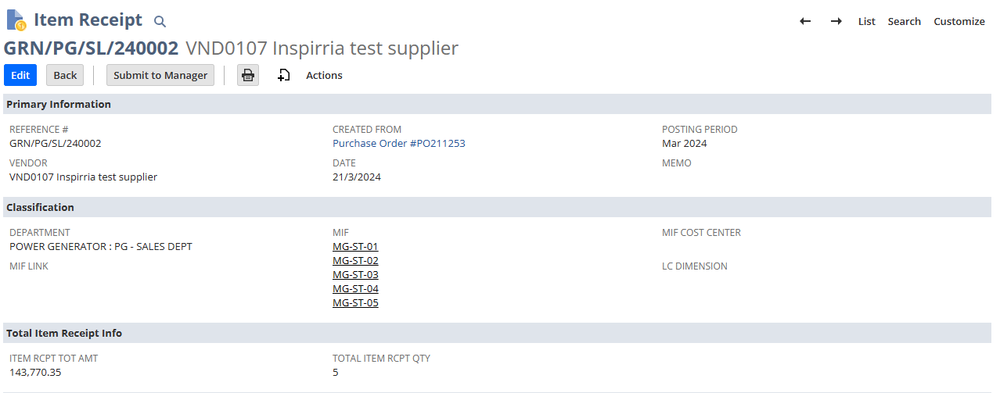 Item Receipt
List Search Customize
GRN/PG/SL/240002 VND0107 Inspirria test supplier
Edit Back Submit to Manager Actions
Primary Information
REFERENCE # CREATED FROM POSTING PERIOD
GRN/PG/SL/240002 Purchase Order #PO211253 Mar 2024
VENDOR DATE MEMO
VND0107 Inspirria test supplier 21/3/2024
Classification
DEPARTMENT MIF MIF COST CENTER
POWER GENERATOR : PG - SALES DEPT MG-ST-01
MG-ST-02
MIF LINK LC DIMENSION
MG-ST-03
MG-ST-04
MG-ST-05
Total Item Receipt Info
ITEM RCPT TOT AMT TOTAL ITEM RCPT QTY
143,770.35 5